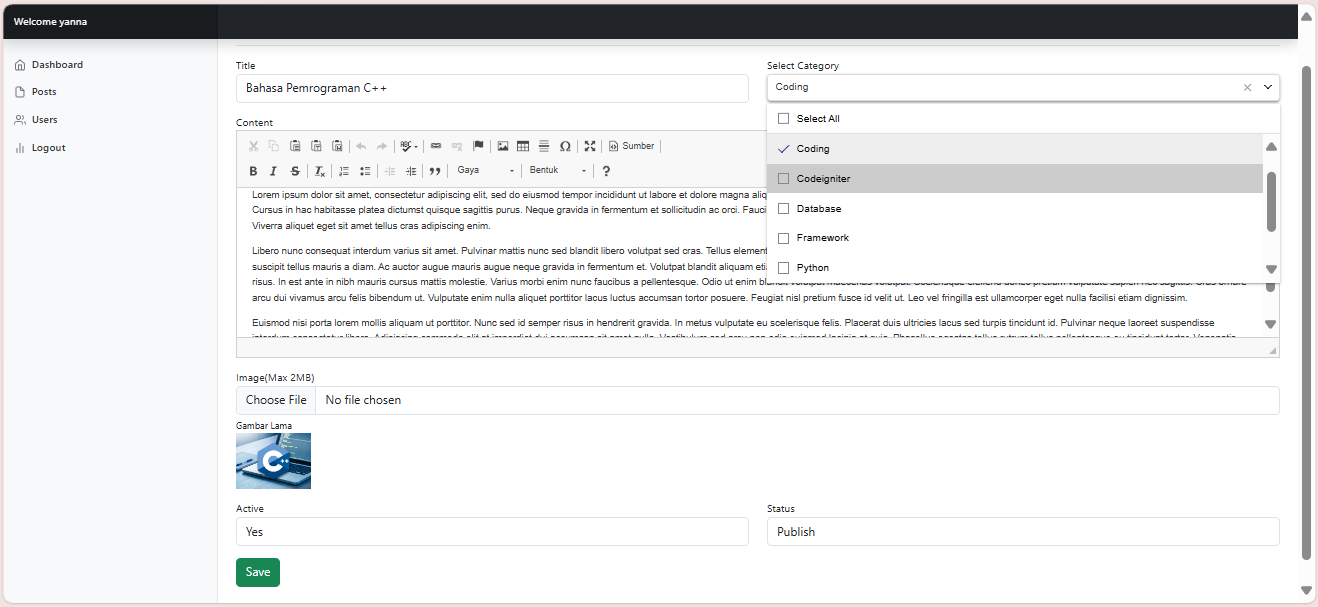 Welcome yanna
Dashboard
Posts
Users
Logout
Title
Select Category
Bahasa Pemrograman C++
Coding
Content
Select All
Coding
Codeigniter
Database
Framework
Python
Sumber
Gaya
Bentuk
Lorem ipsum dolor sit amet, consectetur adipiscing elit, sed do eiusmod tempor incididunt ut labore et dolore magna aliq
Cursus in hac habitasse platea dictumst quisque sagittis purus. Neque gravida in fermentum et sollicitudin ac orci. Fauci
Viverra aliquet eget sit amet tellus cras adipiscing enim.
Libero nunc consequat interdum varius sit amet. Pulvinar mattis nunc sed blandit libero volutpat sed cras. Tellus element
suscipit tellus mauris a diam. Ac auctor augue mauris augue neque gravida in fermentum et. Volutpat blandit aliquam eti
risus. In est ante in nibh mauris cursus mattis molestie. Varius morbi enim nunc faucibus a pellentesque. Odio ut enim
arcu dui vivamus arcu felis bibendum ut. Vulputate enim nulla aliquet porttitor lacus luctus accumsan tortor posuere. Feugiat nisl pretium fusce id velit ut. Leo vel fringilla est ullamcorper eget nulla facilisi etiam dignissim.
Euismod nisi porta lorem mollis aliquam ut porttitor. Nunc sed id semper risus in hendrerit gravida. In metus vulputate eu scelerisque felis. Placerat duis ultricies lacus sed turpis tincidunt id. Pulvinar neque laoreet suspendisse
Image(Max 2MB)
Choose File No file chosen
Gambar Lama
C++
Active
Status
Yes
Publish
Save